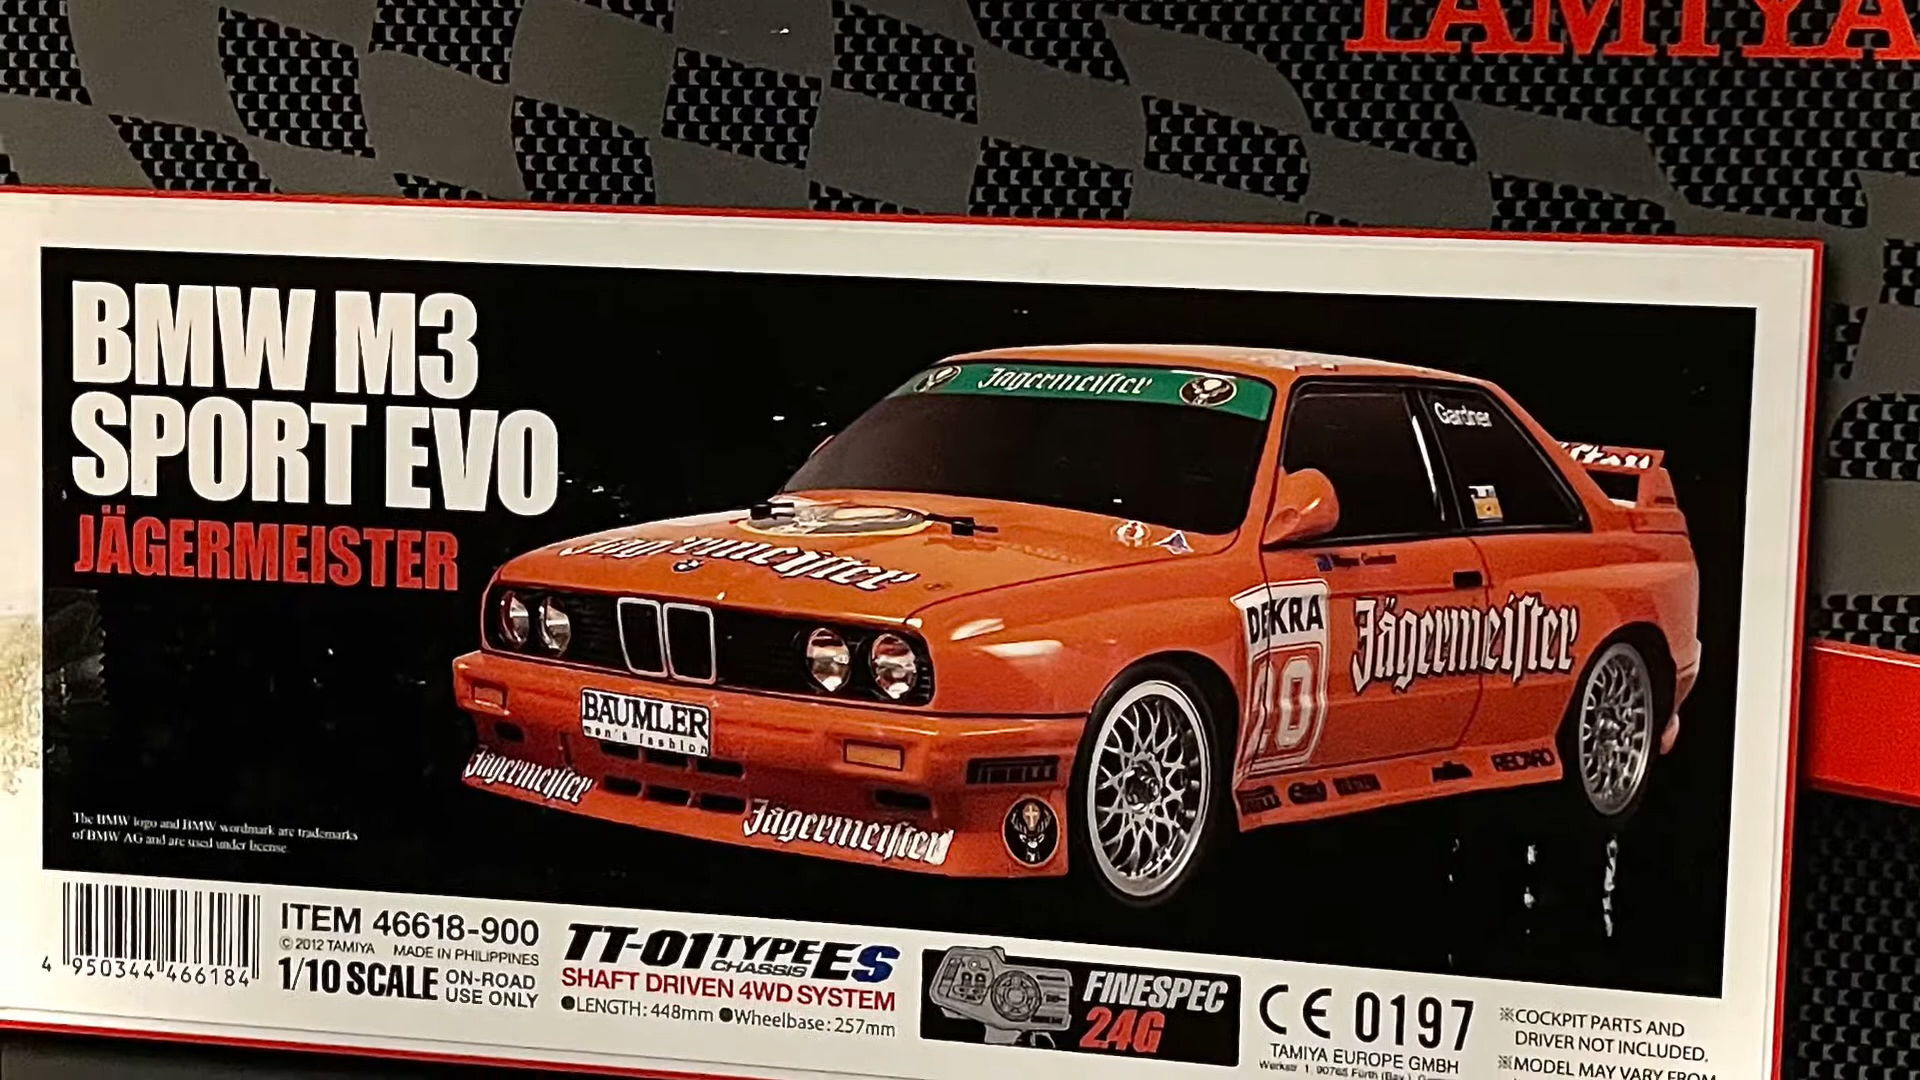 TAMIYA
BMW M3
SPORT EVO
JÄGERMEISTER
Jägermeister
Gardner
Jägermeister
DEKRA
Jägermeister
BAUMLER
men's fashion
Jägermeister
Jägermeister
RECARO
The BMW logo and BMW wordmark are trademarks
of BMW AG and are used under license.
4 950344 466184
ITEM 46618-900
© 2012 TAMIYA MADE IN PHILIPPINES
1/10 SCALE ON-ROAD
USE ONLY
TT-01 TYPE ES
CHASSIS
SHAFT DRIVEN 4WD SYSTEM
●LENGTH: 448mm ●Wheelbase: 257mm
FINESPEC
2.4G
CE 0197
TAMIYA EUROPE GMBH
※COCKPIT PARTS AND
DRIVER NOT INCLUDED.
※MODEL MAY VARY FROM